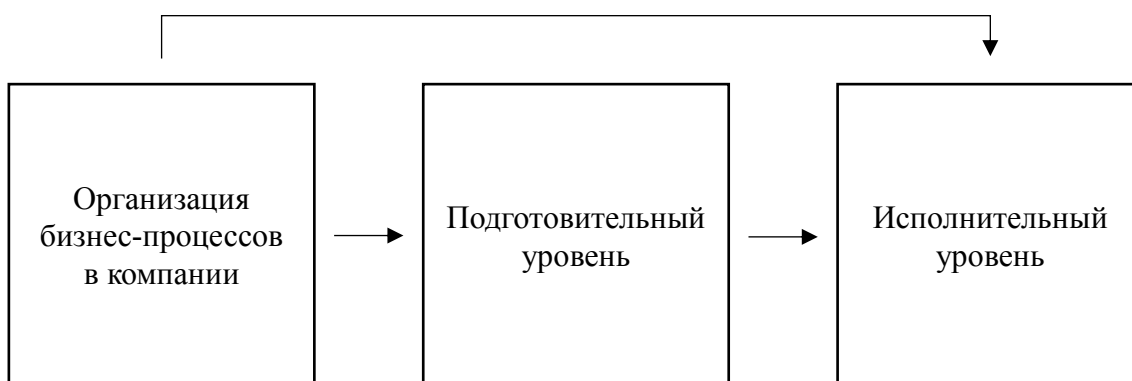 Организация
бизнес-процессов
в компании
Подготовительный
уровень
Исполнительный
уровень